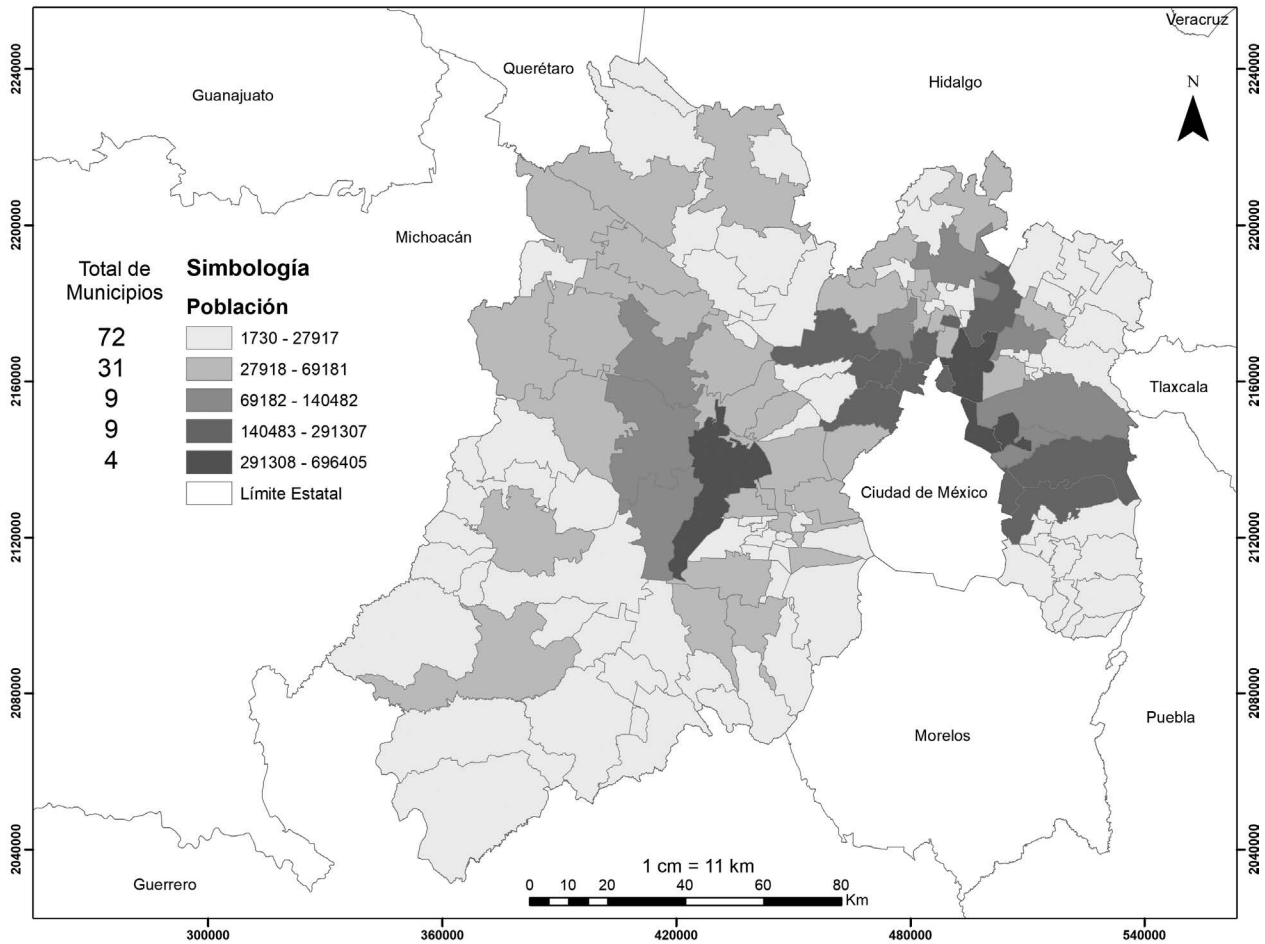 Veracruz
Querétaro
Hidalgo
Guanajuato
N
Michoacán
Total de
Municipios
Simbología
Población
72 1730 - 27917
31 27918 - 69181
9 69182 - 140482
9 140483 - 291307
4 291308 - 696405
Límite Estatal
Tlaxcala
Ciudad de México
Puebla
Morelos
Guerrero
1 cm = 11 km
0 10 20 40 60 80
Km
2240000
2200000
2160000
2120000
2080000
2040000
2240000
2200000
2160000
2120000
2080000
2040000
300000 360000 420000 480000 540000